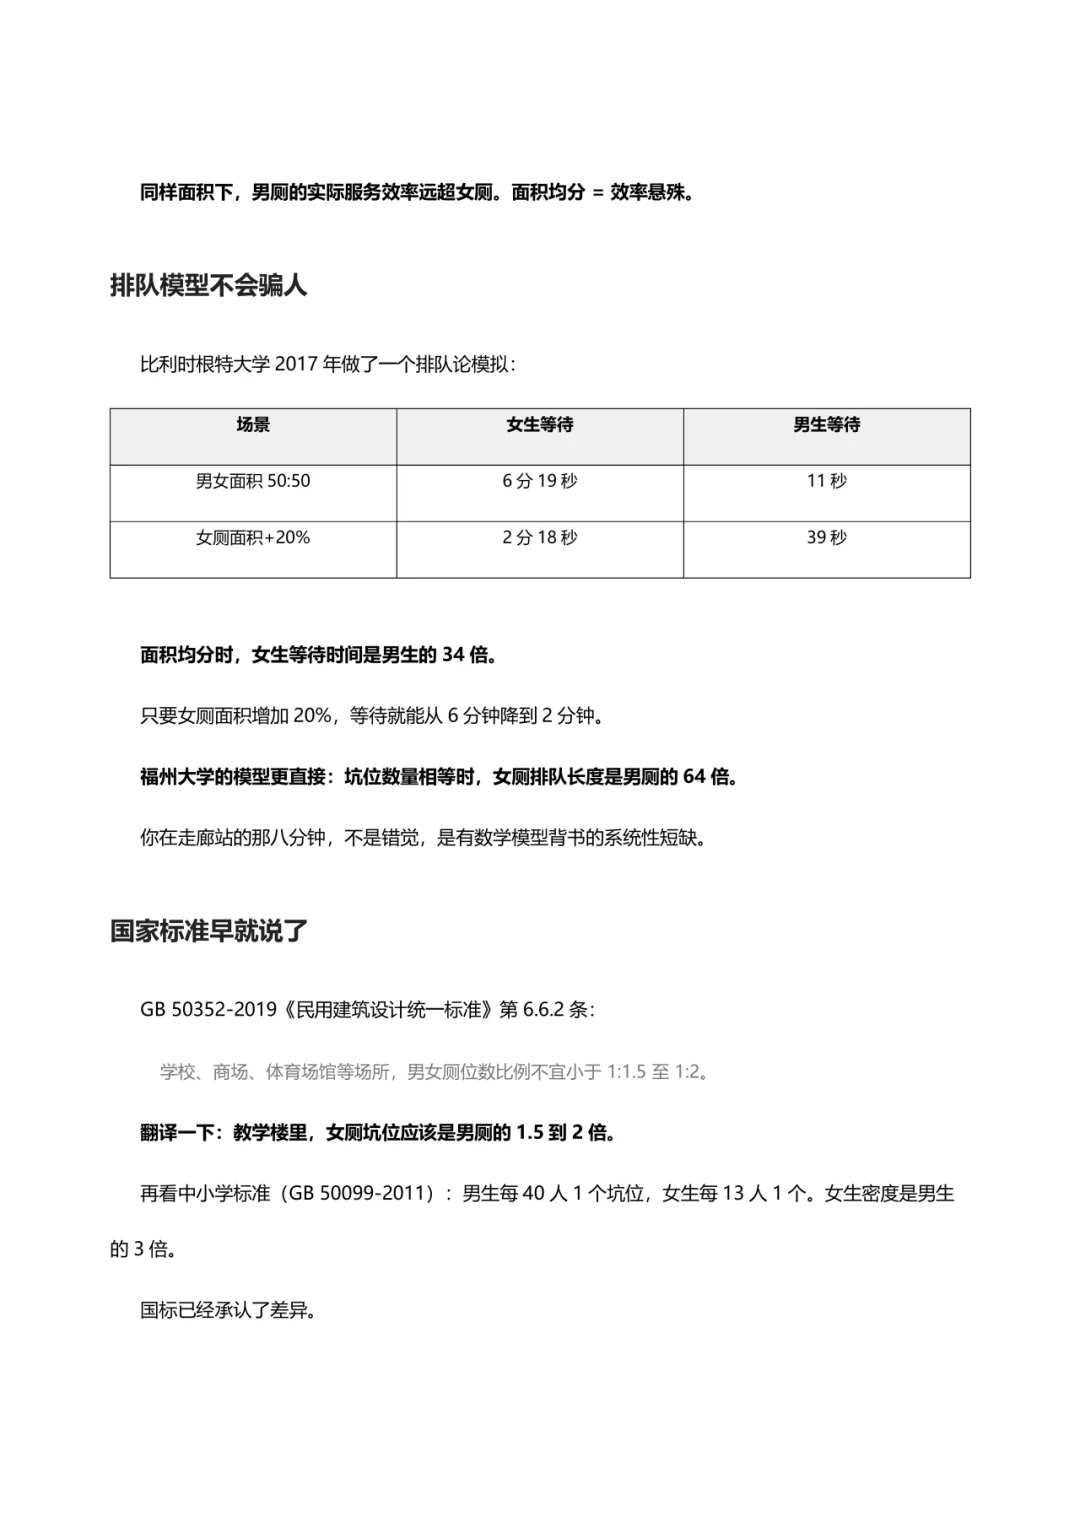 同样面积下，男厕的实际服务效率远超女厕。面积均分 = 效率悬殊。
排队模型不会骗人
比利时根特大学 2017 年做了一个排队论模拟：
场景 女生等待 男生等待
男女面积 50:50 6 分 19 秒 11 秒
女厕面积+20% 2 分 18 秒 39 秒
面积均分时，女生等待时间是男生的 34 倍。
只要女厕面积增加 20%，等待就能从 6 分钟降到 2 分钟。
福州大学的模型更直接：坑位数量相等时，女厕排队长度是男厕的 64 倍。
你在走廊站的那八分钟，不是错觉，是有数学模型背书的系统性短缺。
国家标准早就说了
GB 50352-2019《民用建筑设计统一标准》第 6.6.2 条：
学校、商场、体育场馆等场所，男女厕位数比例不宜小于 1:1.5 至 1:2。
翻译一下：教学楼里，女厕坑位应该是男厕的 1.5 到 2 倍。
再看中小学标准（GB 50099-2011）：男生每 40 人 1 个坑位，女生每 13 人 1 个。女生密度是男生
的 3 倍。
国标已经承认了差异。